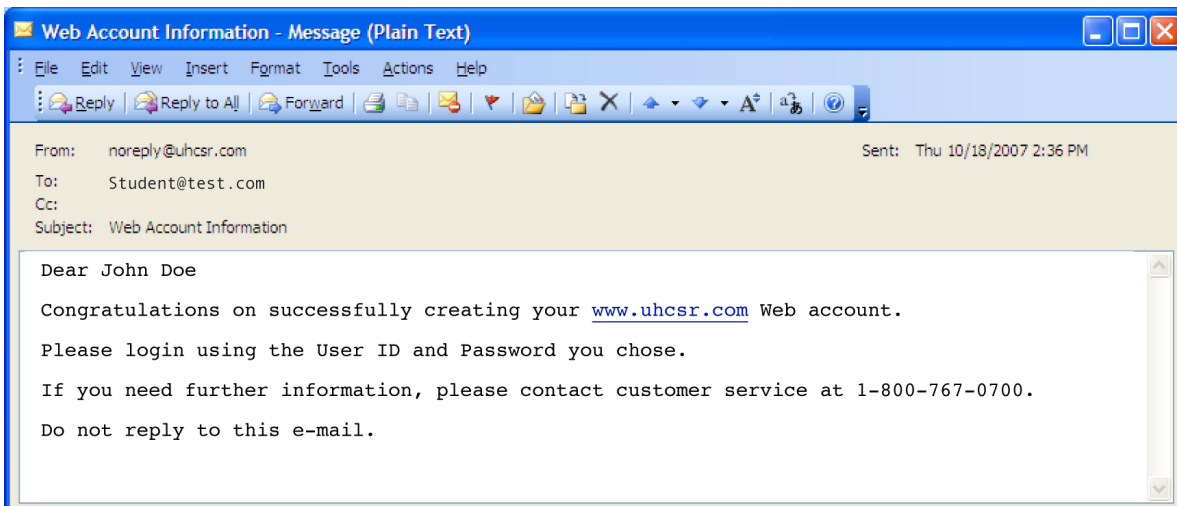 Web Account Information - Message (Plain Text)
File Edit View Insert Format Tools Actions Help
Reply Reply to All Forward
From: noreply@uhcsr.com Sent: Thu 10/18/2007 2:36 PM
To: Student@test.com
Cc:
Subject: Web Account Information
Dear John Doe
Congratulations on successfully creating your www.uhcsr.com Web account.
Please login using the User ID and Password you chose.
If you need further information, please contact customer service at 1-800-767-0700.
Do not reply to this e-mail.